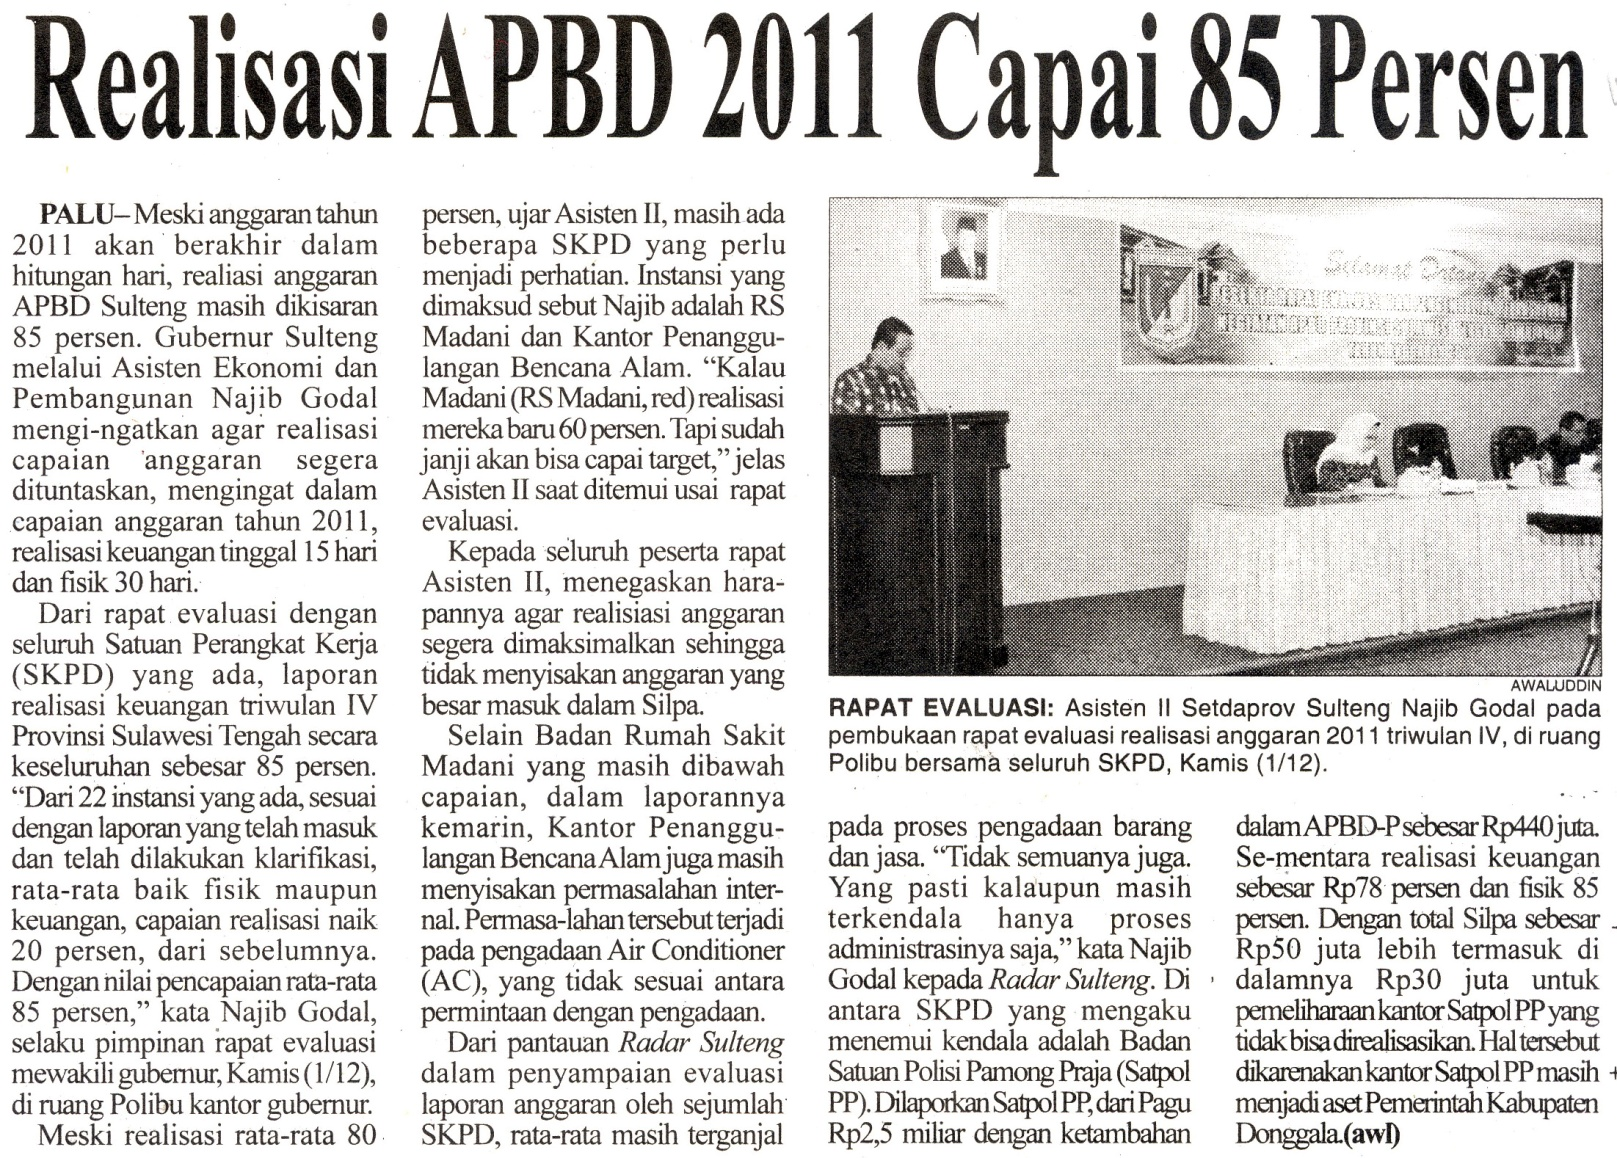 Realisasi APBD 2011 Capai 85 Persen
PALU– Meski anggaran tahun
2011 akan berakhir dalam
hitungan hari, realiasi anggaran
APBD Sulteng masih dikisaran
85 persen. Gubernur Sulteng
melalui Asisten Ekonomi dan
Pembangunan Najib Godal
mengi-ngatkan agar realisasi
capaian anggaran segera
dituntaskan, mengingat dalam
capaian anggaran tahun 2011,
realisasi keuangan tinggal 15 hari
dan fisik 30 hari.
Dari rapat evaluasi dengan
seluruh Satuan Perangkat Kerja
(SKPD) yang ada, laporan
realisasi keuangan triwulan IV
Provinsi Sulawesi Tengah secara
keseluruhan sebesar 85 persen.
“Dari 22 instansi yang ada, sesuai
dengan laporan yang telah masuk
dan telah dilakukan klarifikasi,
rata-rata baik fisik maupun
keuangan, capaian realisasi naik
20 persen, dari sebelumnya.
Dengan nilai pencapaian rata-rata
85 persen,” kata Najib Godal,
selaku pimpinan rapat evaluasi
mewakili gubernur, Kamis (1/12),
di ruang Polibu kantor gubernur.
Meski realisasi rata-rata 80
persen, ujar Asisten II, masih ada
beberapa SKPD yang perlu
menjadi perhatian. Instansi yang
dimaksud sebut Najib adalah RS
Madani dan Kantor Penanggu-
langan Bencana Alam. “Kalau
Madani (RS Madani, red) realisasi
mereka baru 60 persen. Tapi sudah
janji akan bisa capai target,” jelas
Asisten II saat ditemui usai rapat
evaluasi.
Kepada seluruh peserta rapat
Asisten II, menegaskan hara-
pannya agar realisiasi anggaran
segera dimaksimalkan sehingga
tidak menyisakan anggaran yang
besar masuk dalam Silpa.
Selain Badan Rumah Sakit
Madani yang masih dibawah
capaian, dalam laporannya
kemarin, Kantor Penanggu-
langan Bencana Alam juga masih
menyisakan permasalahan inter-
nal. Permasa-lahan tersebut terjadi
pada pengadaan Air Conditioner
(AC), yang tidak sesuai antara
permintaan dengan pengadaan.
Dari pantauan Radar Sulteng
dalam penyampaian evaluasi
laporan anggaran oleh sejumlah
SKPD, rata-rata masih terganjal
Selamat Datang
AWALUDDIN
RAPAT EVALUASI: Asisten II Setdaprov Sulteng Najib Godal pada
pembukaan rapat evaluasi realisasi anggaran 2011 triwulan IV, di ruang
Polibu bersama seluruh SKPD, Kamis (1/12).
pada proses pengadaan barang
dan jasa. “Tidak semuanya juga.
Yang pasti kalaupun masih
terkendala hanya proses
administrasinya saja,” kata Najib
Godal kepada Radar Sulteng. Di
antara SKPD yang mengaku
menemui kendala adalah Badan
Satuan Polisi Pamong Praja (Satpol
PP). Dilaporkan Satpol PP, dari Pagu
Rp2,5 miliar dengan ketambahan
dalam APBD-P sebesar Rp440 juta.
Se-mentara realisasi keuangan
sebesar Rp78 persen dan fisik 85
persen. Dengan total Silpa sebesar
Rp50 juta lebih termasuk di
dalamnya Rp30 juta untuk
pemeliharaan kantor Satpol PP yang
tidak bisa direalisasikan. Hal tersebut
dikarenakan kantor Satpol PP masih
menjadi aset Pemerintah Kabupaten
Donggala.(awl)